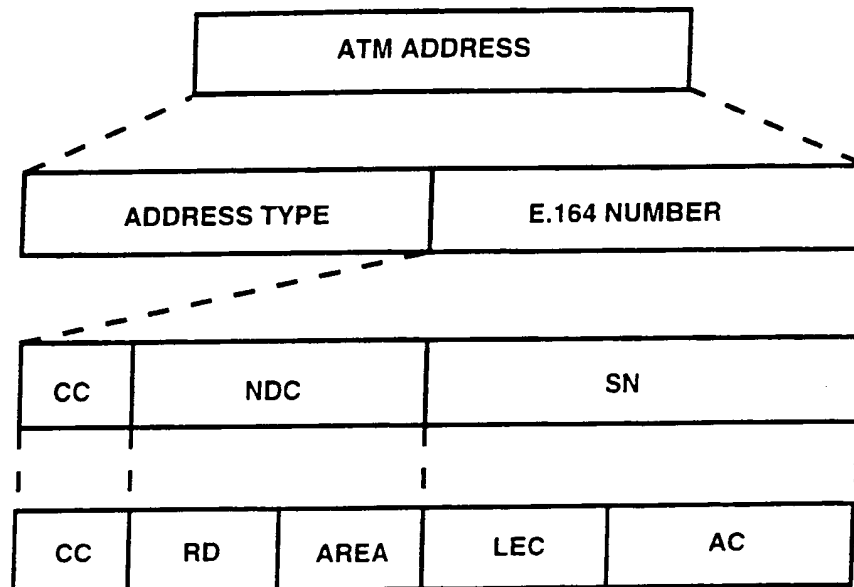 ATM ADDRESS
ADDRESS TYPE E.164 NUMBER
CC NDC SN
CC RD AREA LEC AC